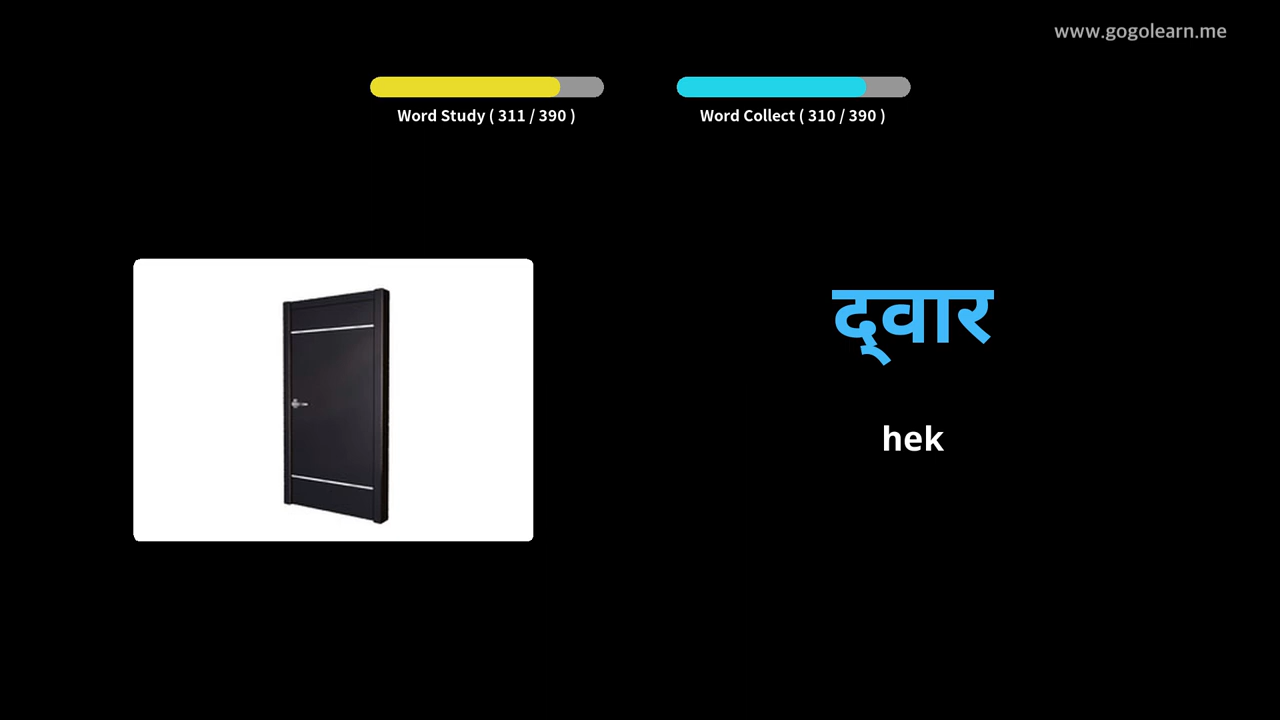 www.gogolearn.me
Word Study ( 311 / 390 )
Word Collect ( 310 / 390 )
द्‌वार
hek